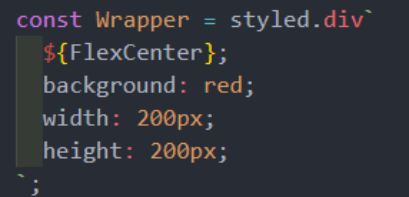 const Wrapper = styled.div`
${FlexCenter};
background: red;
width: 200px;
height: 200px;
`;